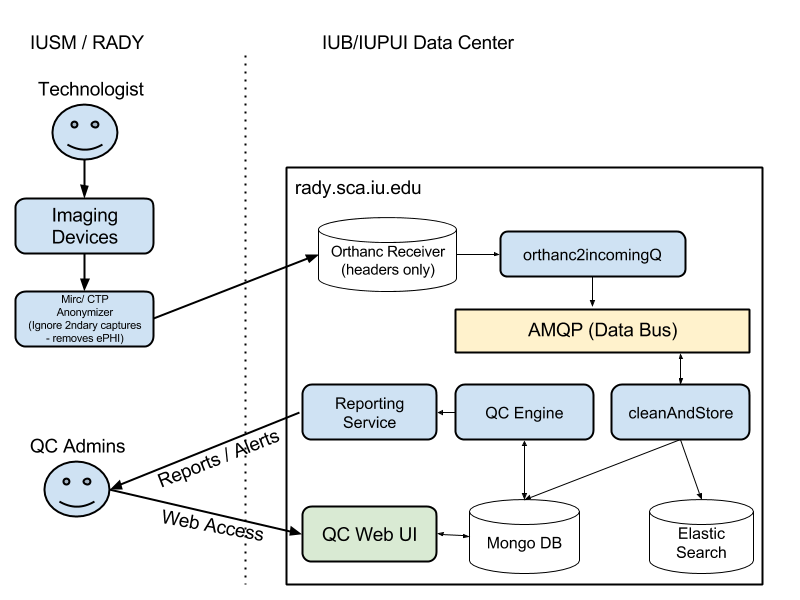 IUSM / RADY
IUB/IUPUI Data Center
Technologist
Imaging
Devices
Mirc/ CTP
Anonymizer
(Ignore 2ndary captures
- removes ePHI)
rady.sca.iu.edu
Orthanc Receiver
(headers only)
orthanc2incomingQ
AMQP (Data Bus)
Reporting
Service
QC Engine
cleanAndStore
QC Admins
Reports / Alerts
Web Access
QC Web UI
Mongo DB
Elastic
Search